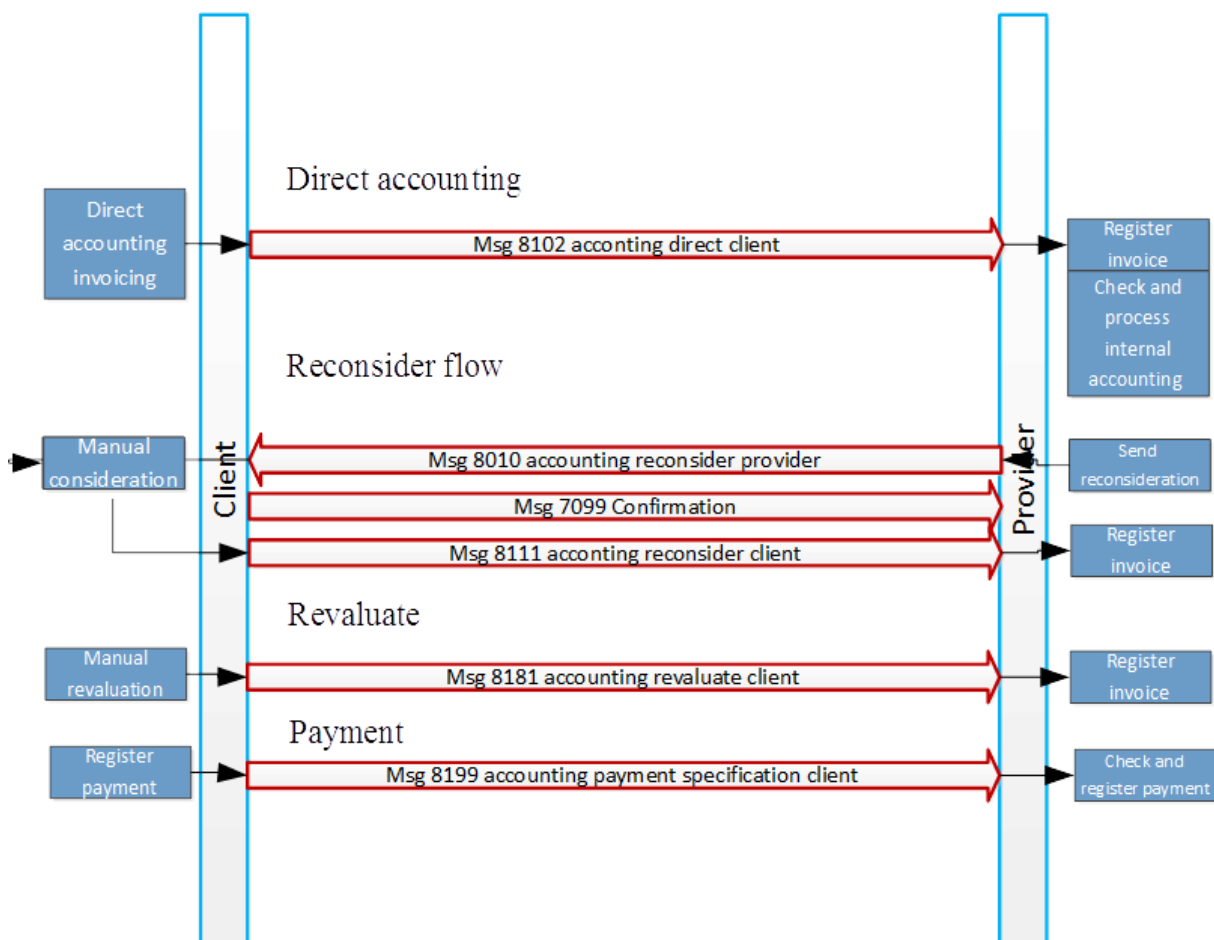 Direct accounting
Direct
accounting
invoicing
Msg 8102 acconting direct client
Register
invoice
Check and
process
internal
accounting
Reconsider flow
Client
Provider
Manual
consideration
Msg 8010 accounting reconsider provider
Send
reconsideration
Msg 7099 Confirmation
Msg 8111 acconting reconsider client
Register
invoice
Revaluate
Manual
revaluation
Msg 8181 accounting revaluate client
Register
invoice
Payment
Register
payment
Msg 8199 accounting payment specification client
Check and
register payment